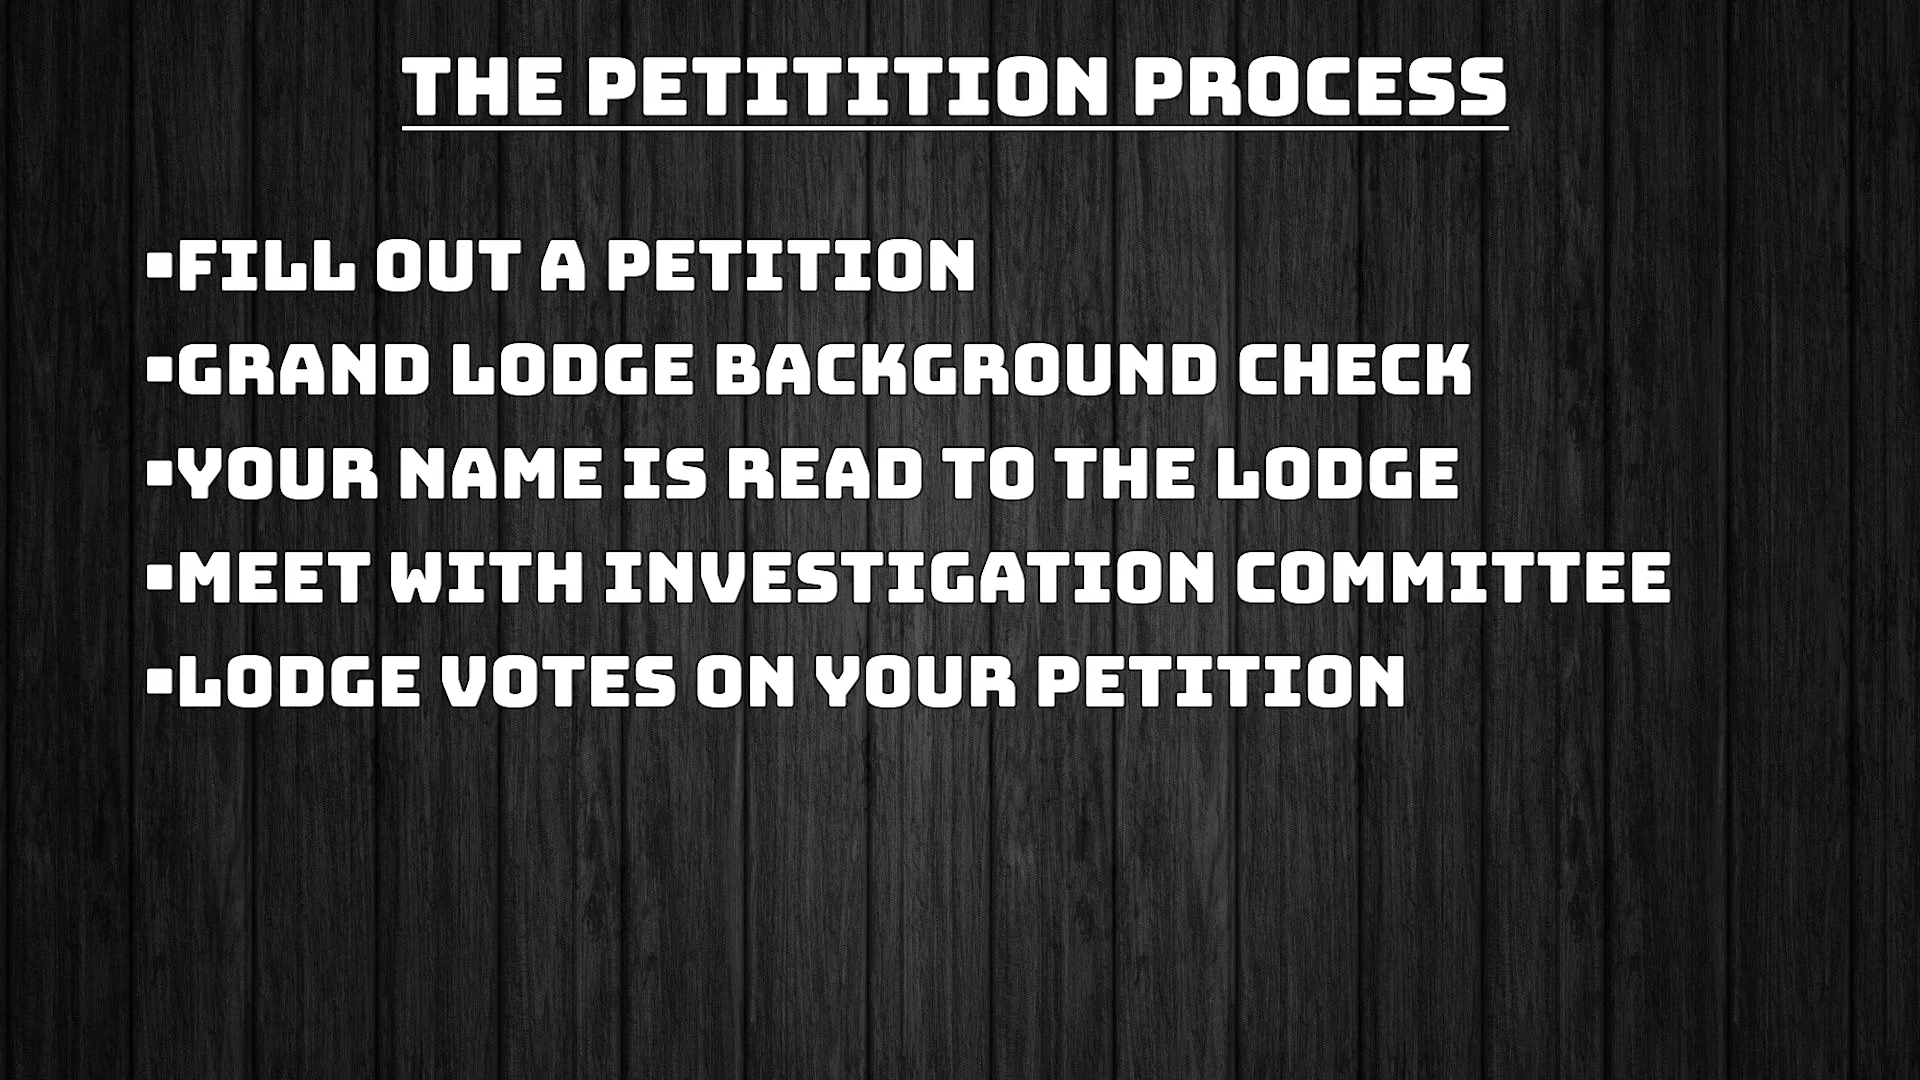 THE PETITITION PROCESS
▪FILL OUT A PETITION
▪GRAND LODGE BACKGROUND CHECK
▪YOUR NAME IS READ TO THE LODGE
▪MEET WITH INVESTIGATION COMMITTEE
▪LODGE VOTES ON YOUR PETITION